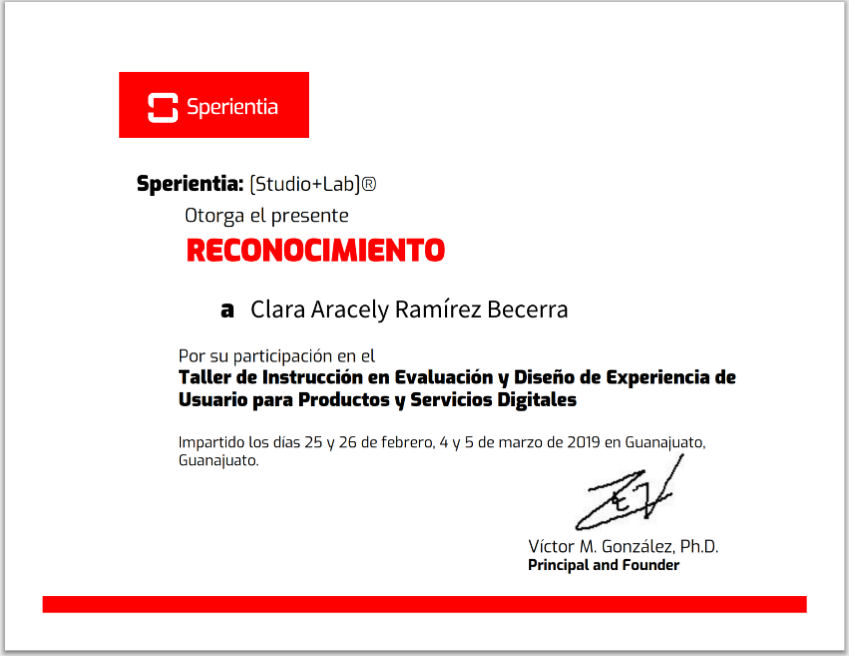 Sperientia
Sperientia: [Studio+Lab]®
Otorga el presente
RECONOCIMIENTO
a Clara Aracely Ramírez Becerra
Por su participación en el
Taller de Instrucción en Evaluación y Diseño de Experiencia de
Usuario para Productos y Servicios Digitales
Impartido los días 25 y 26 de febrero, 4 y 5 de marzo de 2019 en Guanajuato,
Guanajuato.
Víctor M. González, Ph.D.
Principal and Founder